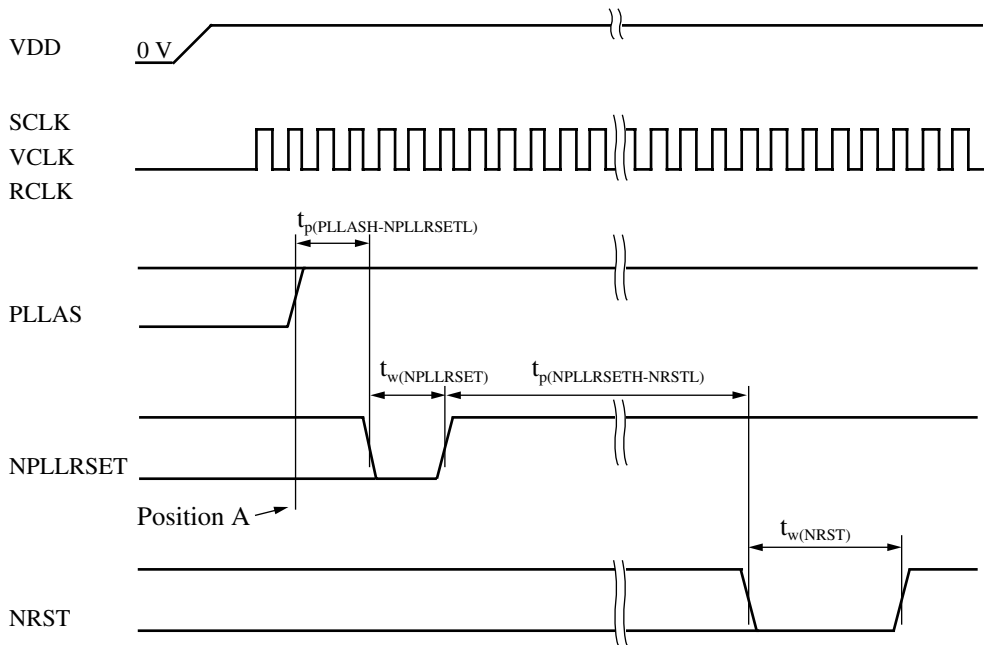 VDD
0 V
SCLK
VCLK
RCLK
tp(PLLASH-NPLLRSETL)
PLLAS
tw(NPLLRSET)
tp(NPLLRSETH-NRSTL)
NPLLRSET
Position A
tw(NRST)
NRST